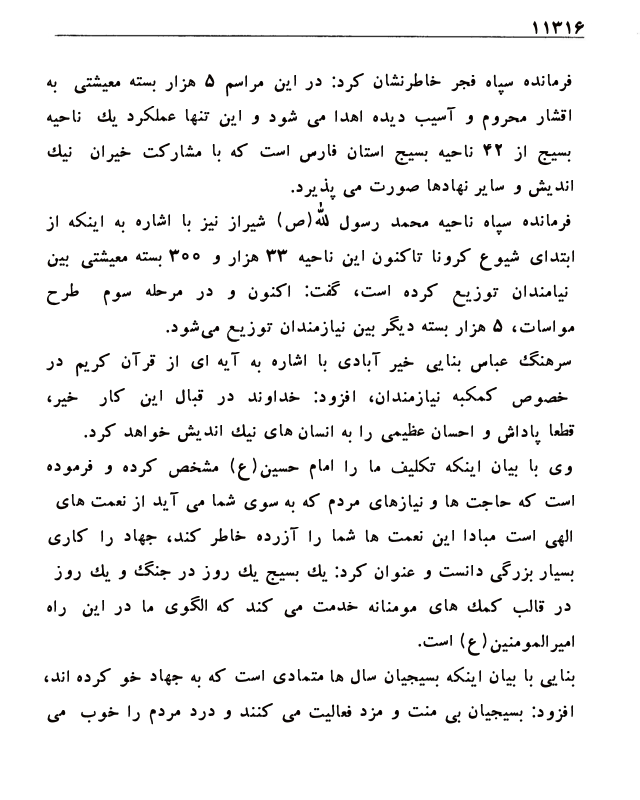 ۱۱۳۱۶
فرمانده سپاه فجر خاطرنشان کرد: در این مراسم ۵ هزار بسته معیشتی به
اقشار محروم و آسیب دیده اهدا می شود و این تنها عملکرد یك ناحیه
بسیج از ۴۲ ناحیه بسیج استان فارس است که با مشارکت خیران نیك
اندیش و سایر نهادها صورت می پذیرد.
فرمانده سپاه ناحیه محمد رسول لله(ص) شیراز نیز با اشاره به اینکه از
ابتدای شیوع کرونا تاکنون این ناحیه ۳۳ هزار و ۳۰۰ بسته معیشتی بین
نیامندان توزیع کرده است، گفت: اکنون و در مرحله سوم طرح
مواسات، ۵ هزار بسته دیگر بین نیازمندان توزیع می‌شود.
سرهنگ عباس بنایی خیر آبادی با اشاره به آیه ای از قرآن کریم در
خصوص کمکبه نیازمندان، افزود: خداوند در قبال این کار خیر،
قطعا پاداش و احسان عظیمی را به انسان های نیك اندیش خواهد کرد.
وی با بیان اینکه تکلیف ما را امام حسین(ع) مشخص کرده و فرموده
است که حاجت ها و نیازهای مردم که به سوی شما می آید از نعمت های
الهی است مبادا این نعمت ها شما را آزرده خاطر کند، جهاد را کاری
بسیار بزرگی دانست و عنوان کرد: یك بسیج یك روز در جنگ و یك روز
در قالب کمك های مومنانه خدمت می کند که الگوی ما در این راه
امیرالمومنین(ع) است.
بنایی با بیان اینکه بسیجیان سال ها متمادی است که به جهاد خو کرده اند،
افزود: بسیجیان بی منت و مزد فعالیت می کنند و درد مردم را خوب می